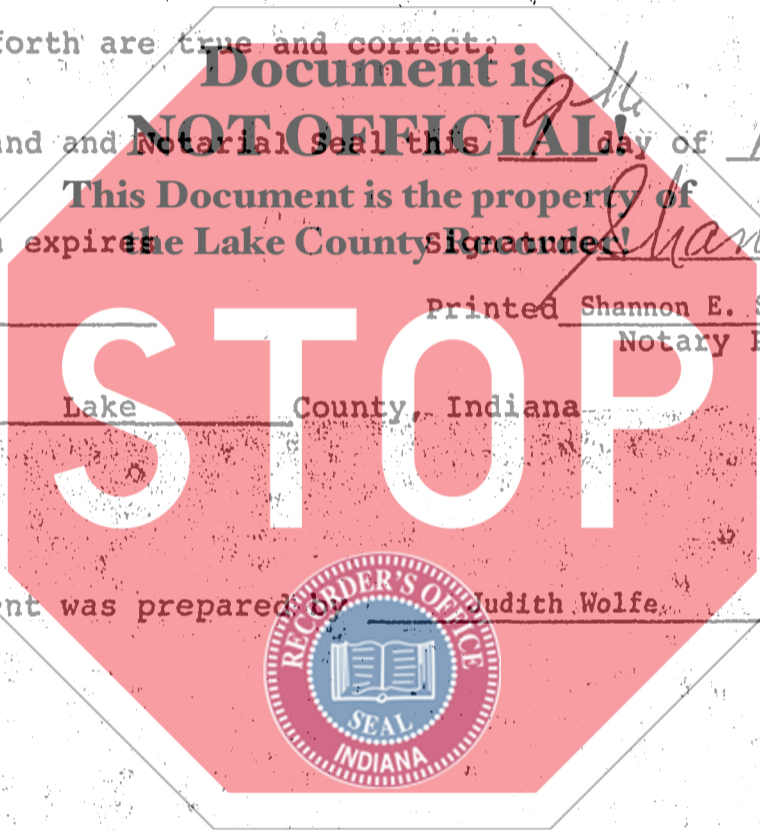 forth are true and correct.
Document is
NOT OFFICIAL!
and and Notarial Seal this 9th day of
This Document is the property of
the Lake County Recorder!
expires Signature Shan
Printed Shannon E. S
Notary P
STOP
Lake County, Indiana
nt was prepared by Judith Wolfe
RECORDER'S OFFICE
SEAL
INDIANA